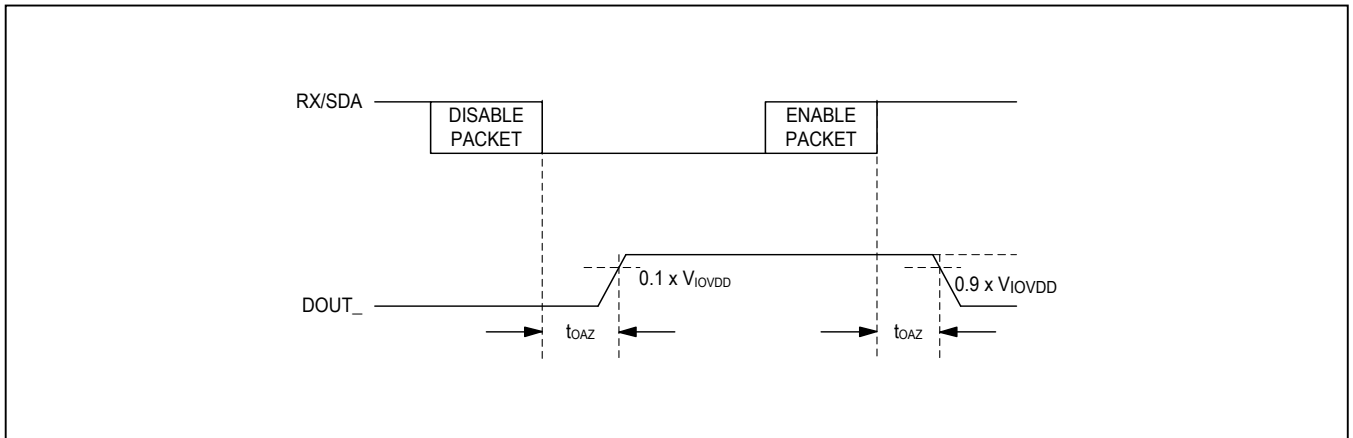 RX/SDA
DISABLE
PACKET
ENABLE
PACKET
0.1 x VIOVDD
0.9 x VIOVDD
DOUT_
tOAZ
tOAZ